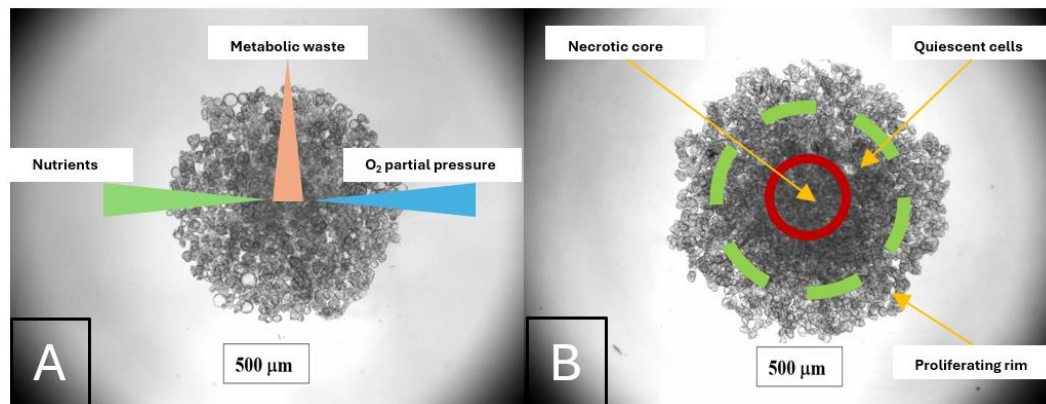 Metabolic waste
Nutrients
O₂ partial pressure
500 µm
A
Necrotic core
Quiescent cells
500 µm
Proliferating rim
B